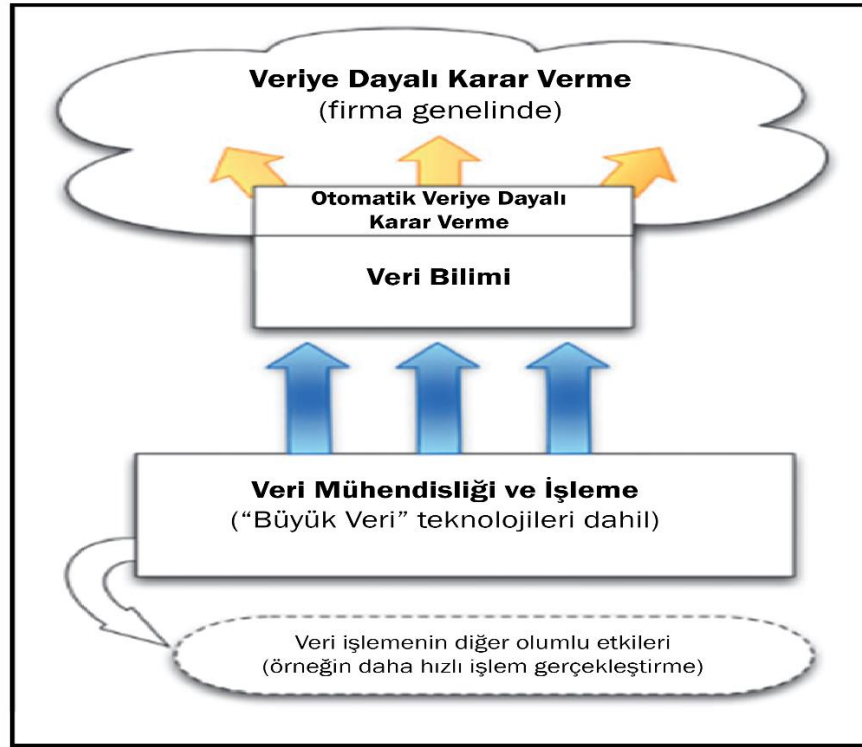 Veriye Dayalı Karar Verme
(firma genelinde)
Otomatik Veriye Dayalı
Karar Verme
Veri Bilimi
Veri Mühendisliği ve İşleme
(“Büyük Veri” teknolojileri dahil)
Veri işlemenin diğer olumlu etkileri
(örneğin daha hızlı işlem gerçekleştirme)